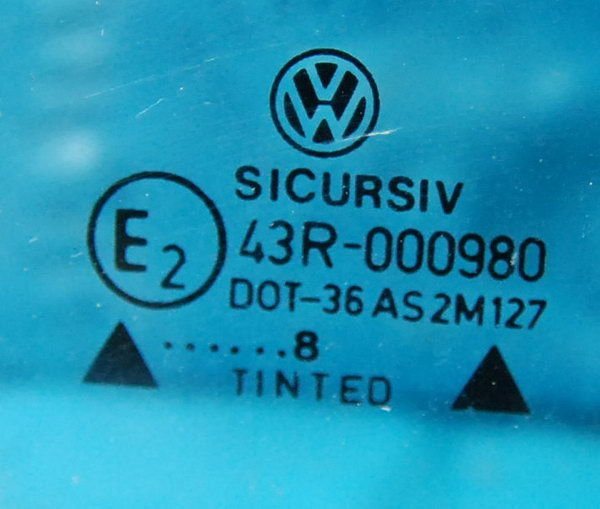 VW
SICURSIV
E2
43R-000980
DOT-36 AS2M127
......8
TINTED